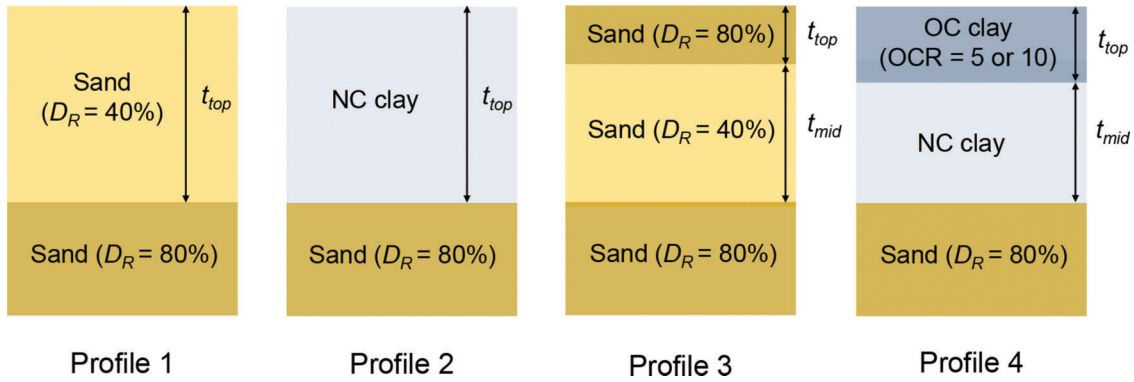 Sand
(D_R = 40%)
t_top
Sand (D_R = 80%)
Profile 1
NC clay
t_top
Sand (D_R = 80%)
Profile 2
Sand (D_R = 80%)
t_top
Sand (D_R = 40%)
t_mid
Sand (D_R = 80%)
Profile 3
OC clay
(OCR = 5 or 10)
t_top
NC clay
t_mid
Sand (D_R = 80%)
Profile 4